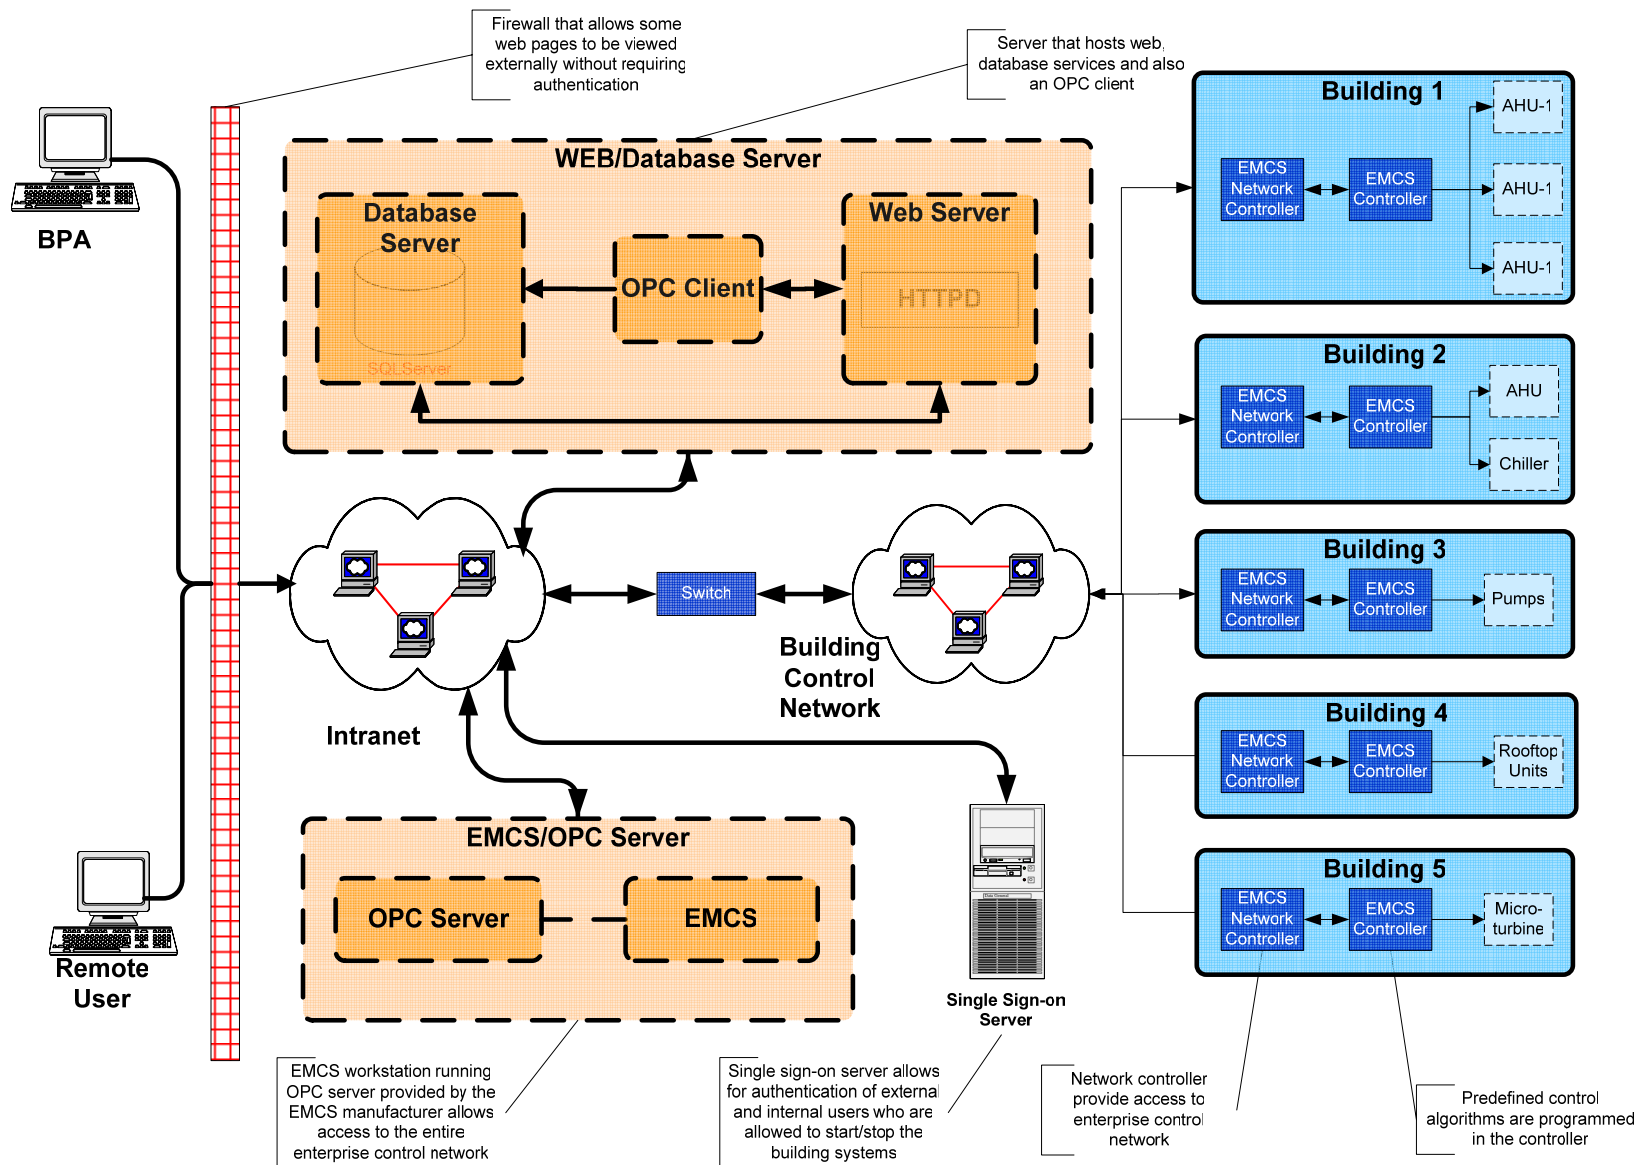 Firewall that allows some
web pages to be viewed
externally without requiring
authentication
Server that hosts web,
database services and also
an OPC client
BPA
WEB/Database Server
Database
Server
SQLServer
OPC Client
Web Server
HTTPD
Intranet
Switch
Building
Control
Network
Remote
User
EMCS/OPC Server
OPC Server
EMCS
Data General
Single Sign-on
Server
Building 1
EMCS
Network
Controller
EMCS
Controller
AHU-1
AHU-1
AHU-1
Building 2
EMCS
Network
Controller
EMCS
Controller
AHU
Chiller
Building 3
EMCS
Network
Controller
EMCS
Controller
Pumps
Building 4
EMCS
Network
Controller
EMCS
Controller
Rooftop
Units
Building 5
EMCS
Network
Controller
EMCS
Controller
Micro-
turbine
EMCS workstation running
OPC server provided by the
EMCS manufacturer allows
access to the entire
enterprise control network
Single sign-on server allows
for authentication of external
and internal users who are
allowed to start/stop the
building systems
Network controller
provide access to
enterprise control
network
Predefined control
algorithms are programmed
in the controller